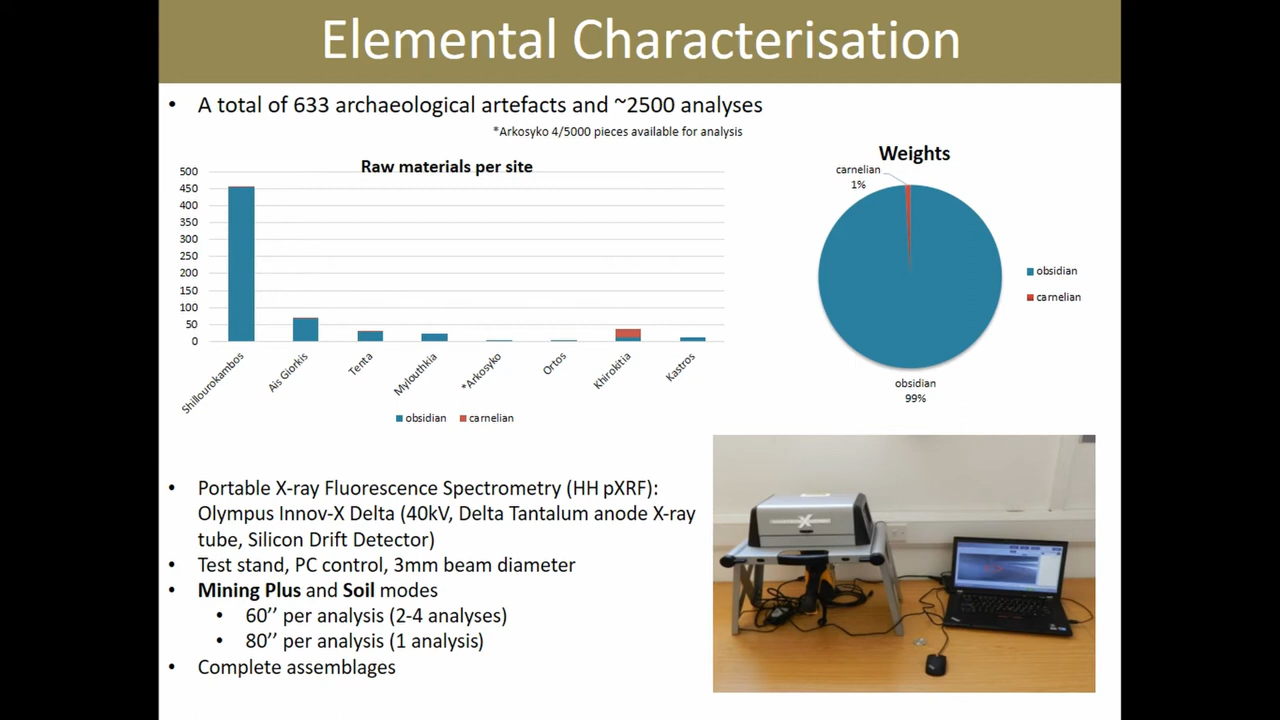 Elemental Characterisation
• A total of 633 archaeological artefacts and ~2500 analyses
*Arkosyko 4/5000 pieces available for analysis
Raw materials per site
500
450
400
350
300
250
200
150
100
50
0
Shillourokambos
Ais Giorkis
Tenta
Mylouthkia
*Arkosyko
Ortos
Khirokitia
Kastros
obsidian carnelian
Weights
carnelian
1%
obsidian
carnelian
obsidian
99%
• Portable X-ray Fluorescence Spectrometry (HH pXRF):
Olympus Innov-X Delta (40kV, Delta Tantalum anode X-ray
tube, Silicon Drift Detector)
• Test stand, PC control, 3mm beam diameter
• Mining Plus and Soil modes
• 60’’ per analysis (2-4 analyses)
• 80’’ per analysis (1 analysis)
• Complete assemblages
X